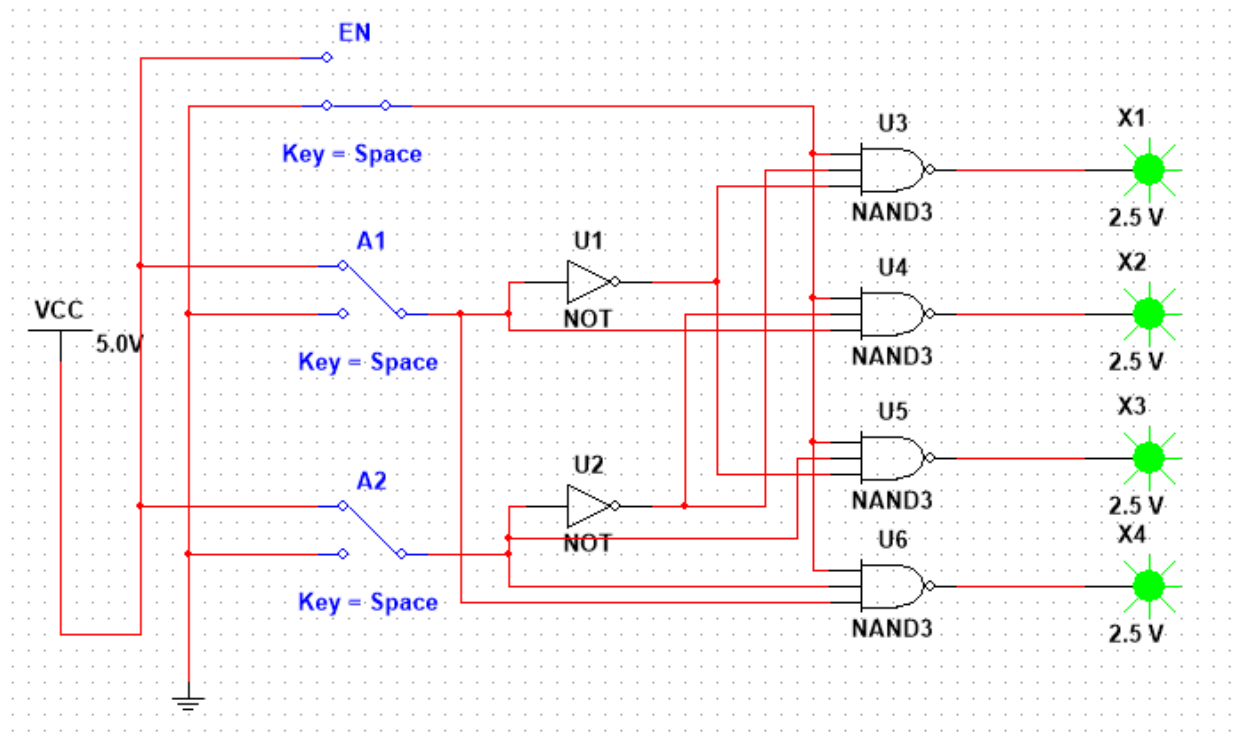 EN
Key = Space
A1
Key = Space
VCC
5.0V
A2
Key = Space
U1
NOT
U2
NOT
U3
NAND3
U4
NAND3
U5
NAND3
U6
NAND3
X1
2.5 V
X2
2.5 V
X3
2.5 V
X4
2.5 V